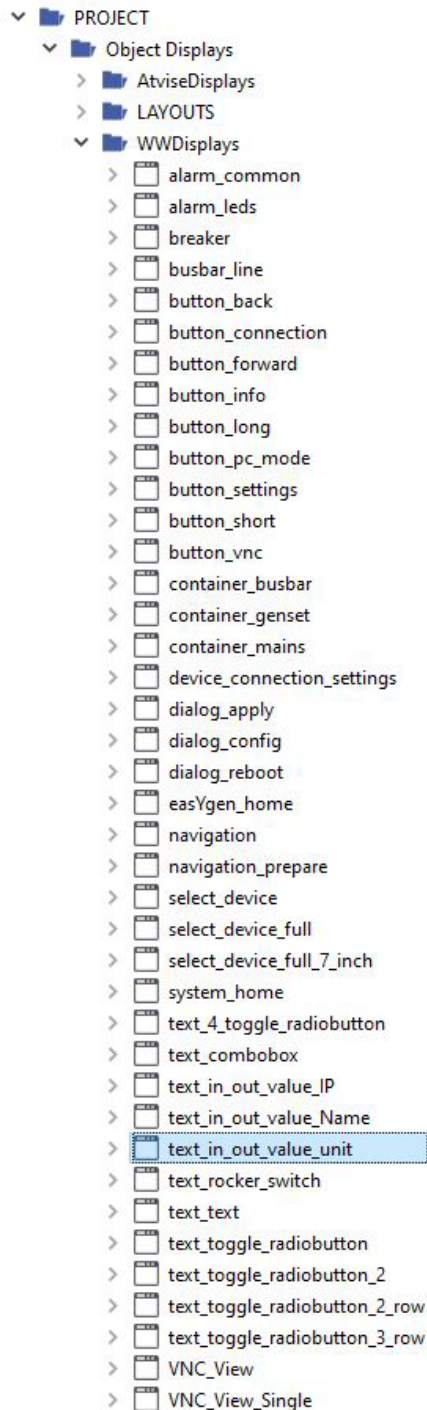 PROJECT
Object Displays
AtviseDisplays
LAYOUTS
WWDisplays
alarm_common
alarm_leds
breaker
busbar_line
button_back
button_connection
button_forward
button_info
button_long
button_pc_mode
button_settings
button_short
button_vnc
container_busbar
container_genset
container_mains
device_connection_settings
dialog_apply
dialog_config
dialog_reboot
easYgen_home
navigation
navigation_prepare
select_device
select_device_full
select_device_full_7_inch
system_home
text_4_toggle_radiobutton
text_combobox
text_in_out_value_IP
text_in_out_value_Name
text_in_out_value_unit
text_rocker_switch
text_text
text_toggle_radiobutton
text_toggle_radiobutton_2
text_toggle_radiobutton_2_row
text_toggle_radiobutton_3_row
VNC_View
VNC_View_Single